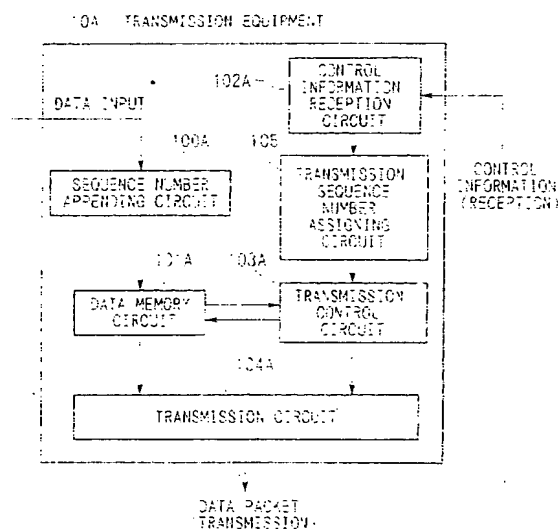 10A TRANSMISSION EQUIPMENT
102A
CONTROL
INFORMATION
RECEPTION
CIRCUIT
DATA INPUT
100A
105
SEQUENCE NUMBER
APPENDING CIRCUIT
TRANSMISSION
SEQUENCE
NUMBER
ASSIGNING
CIRCUIT
CONTROL
INFORMATION
(RECEPTION)
101A
103A
DATA MEMORY
CIRCUIT
TRANSMISSION
CONTROL
CIRCUIT
104A
TRANSMISSION CIRCUIT
DATA PACKET
(TRANSMISSION)